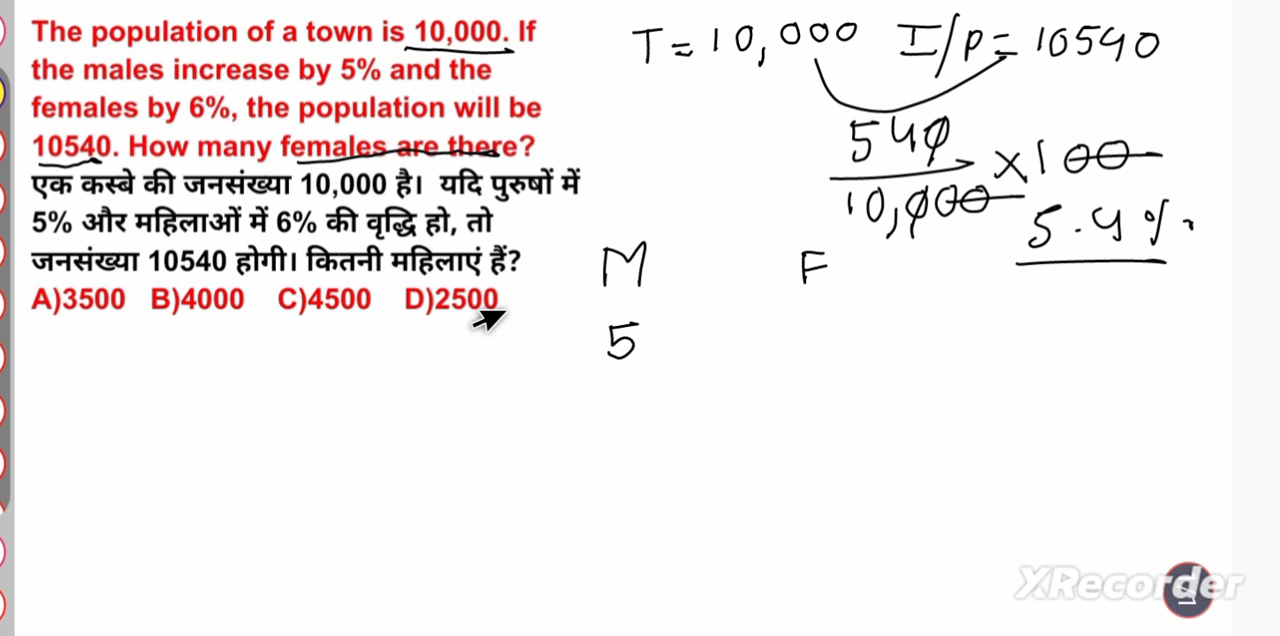 The population of a town is 10,000. If
the males increase by 5% and the
females by 6%, the population will be
10540. How many females are there?
एक कस्बे की जनसंख्या 10,000 है। यदि पुरुषों में
5% और महिलाओं में 6% की वृद्धि हो, तो
जनसंख्या 10540 होगी। कितनी महिलाएं हैं?
A)3500 B)4000 C)4500 D)2500
T = 10,000 I/P = 10540
540
10,000 × 100
5.4%
M F
5
XRecorder